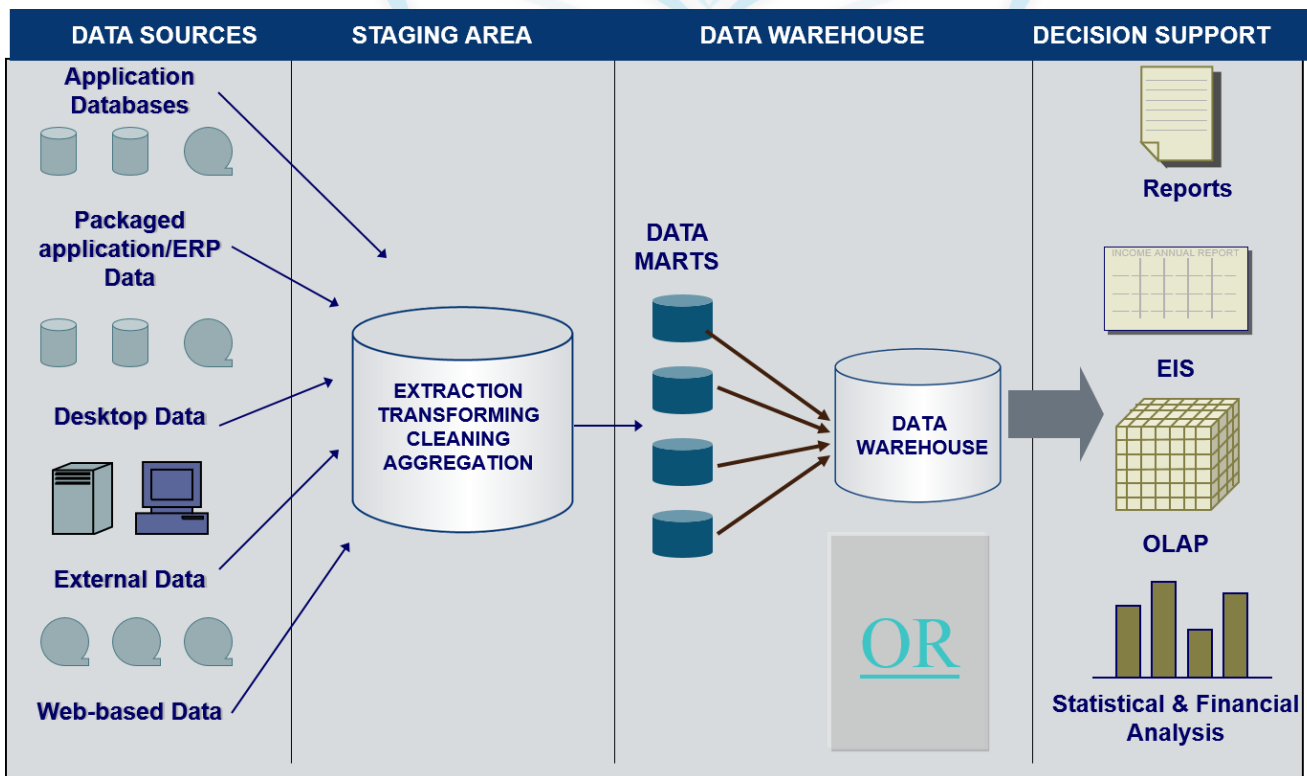 DATA SOURCES
STAGING AREA
DATA WAREHOUSE
DECISION SUPPORT
Application
Databases
Packaged
application/ERP
Data
Desktop Data
External Data
Web-based Data
EXTRACTION
TRANSFORMING
CLEANING
AGGREGATION
DATA
MARTS
DATA
WAREHOUSE
OR
Reports
INCOME ANNUAL REPORT
EIS
OLAP
Statistical & Financial
Analysis